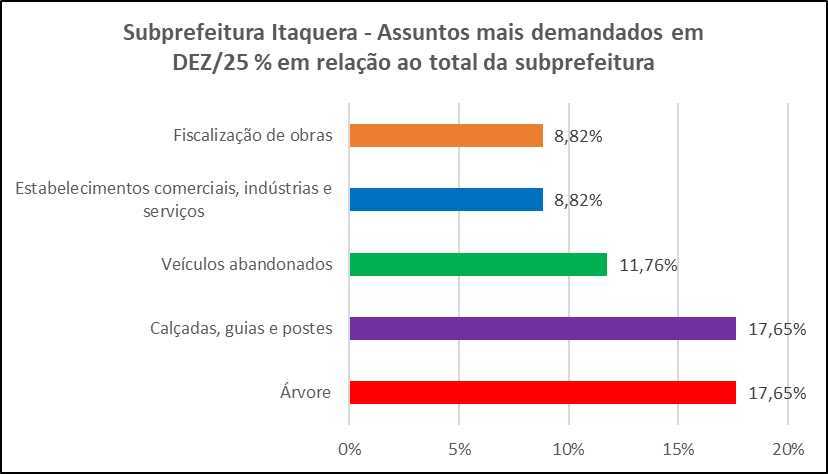 Subprefeitura Itaquera - Assuntos mais demandados em
DEZ/25 % em relação ao total da subprefeitura
Fiscalização de obras
8,82%
Estabelecimentos comerciais, indústrias e
serviços
8,82%
Veículos abandonados
11,76%
Calçadas, guias e postes
17,65%
Árvore
17,65%
0%
5%
10%
15%
20%